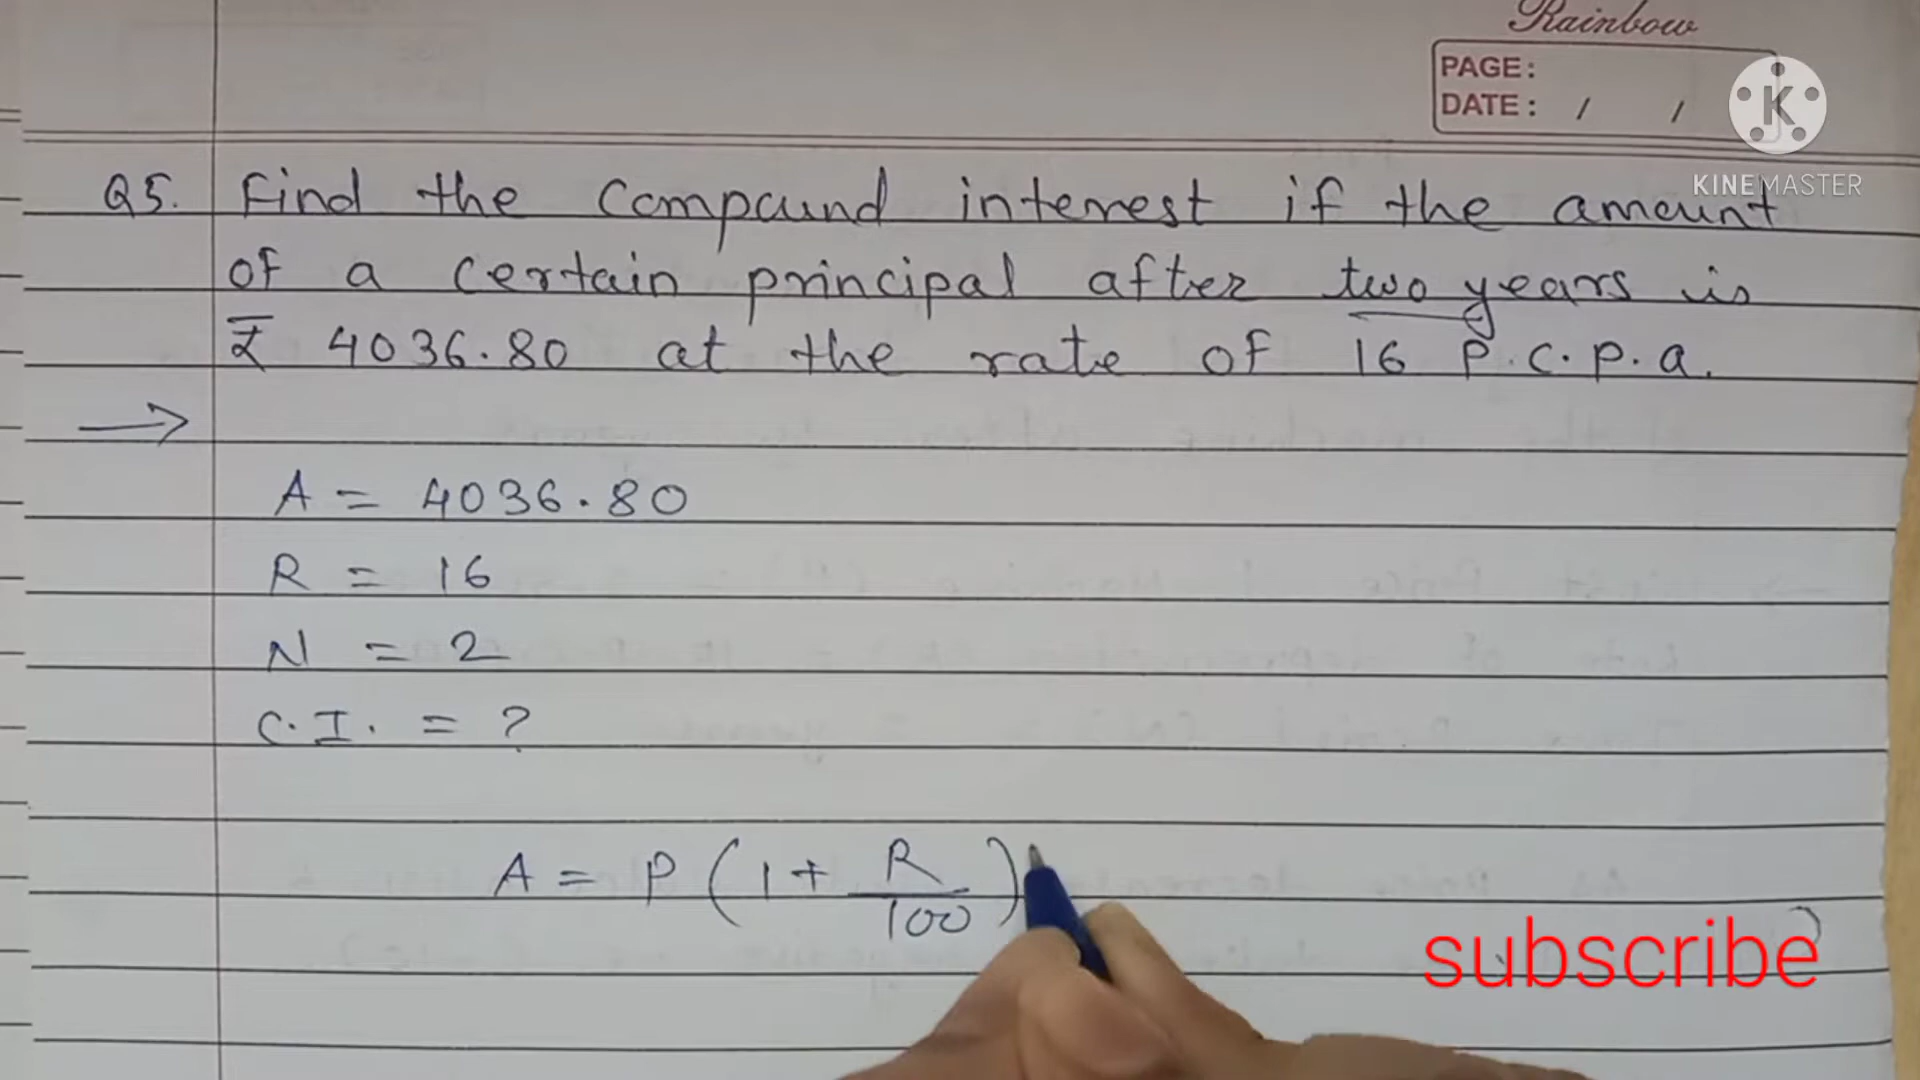 Rainbow
PAGE:
DATE: / /
K
KINEMASTER
Q5. Find the compound interest if the amount
of a certain principal after two years is
₹ 4036.80 at the rate of 16 p.c.p.a.
→
A = 4036.80
R = 16
N = 2
C.I. = ?
A = P (1 + R/100)
subscribe